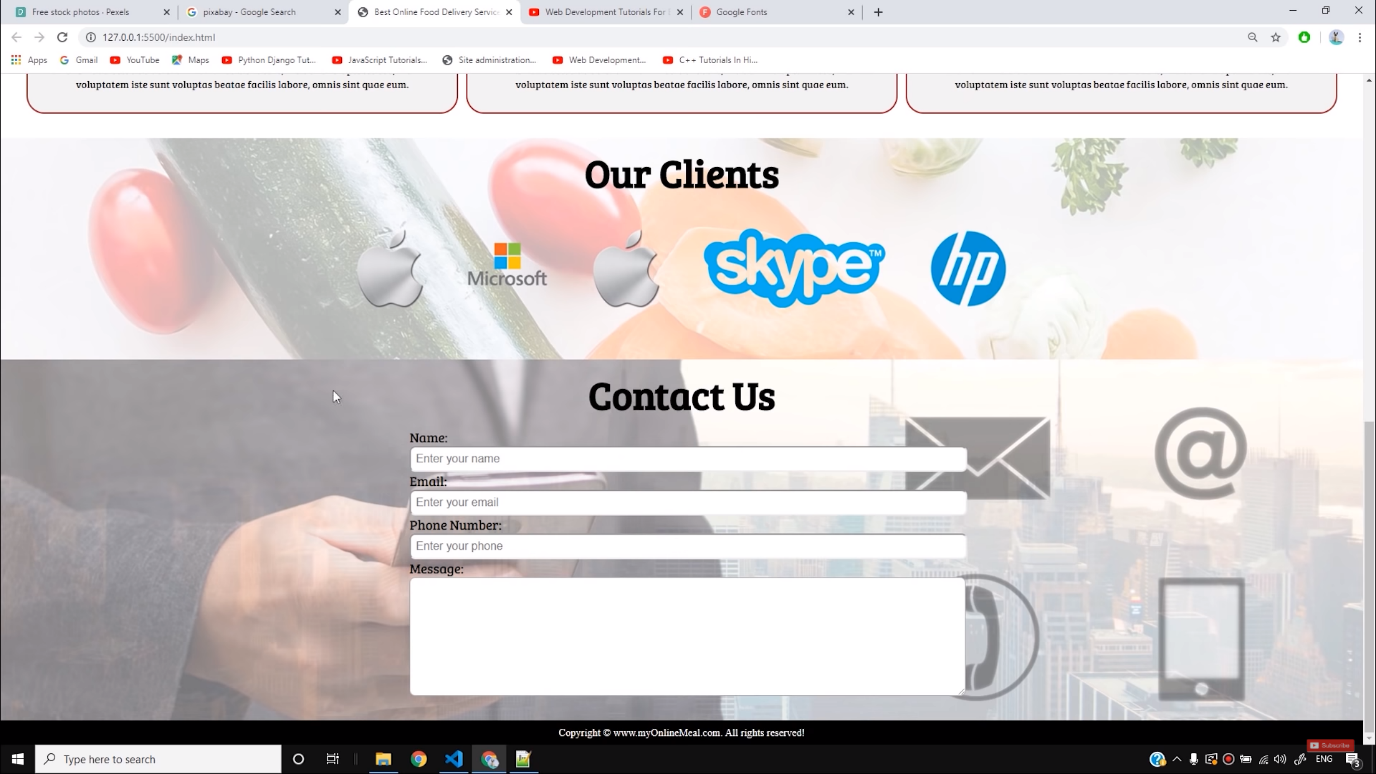 Free stock photos - Pexels
pixabay - Google Search
Best Online Food Delivery Service
Web Development Tutorials For
Google Fonts
127.0.0.1:5500/index.html
Apps
Gmail
YouTube
Maps
Python Django Tut...
JavaScript Tutorials...
Site administration...
Web Development...
C++ Tutorials In Hi...
voluptatem iste sunt voluptas beatae facilis labore, omnis sint quae eum.
voluptatem iste sunt voluptas beatae facilis labore, omnis sint quae eum.
voluptatem iste sunt voluptas beatae facilis labore, omnis sint quae eum.
Our Clients
Microsoft
skype™
hp
Contact Us
Name:
Enter your name
Email:
Enter your email
Phone Number:
Enter your phone
Message:
@
Copyright © www.myOnlineMeal.com. All rights reserved!
Subscribe
Type here to search
ENG
3